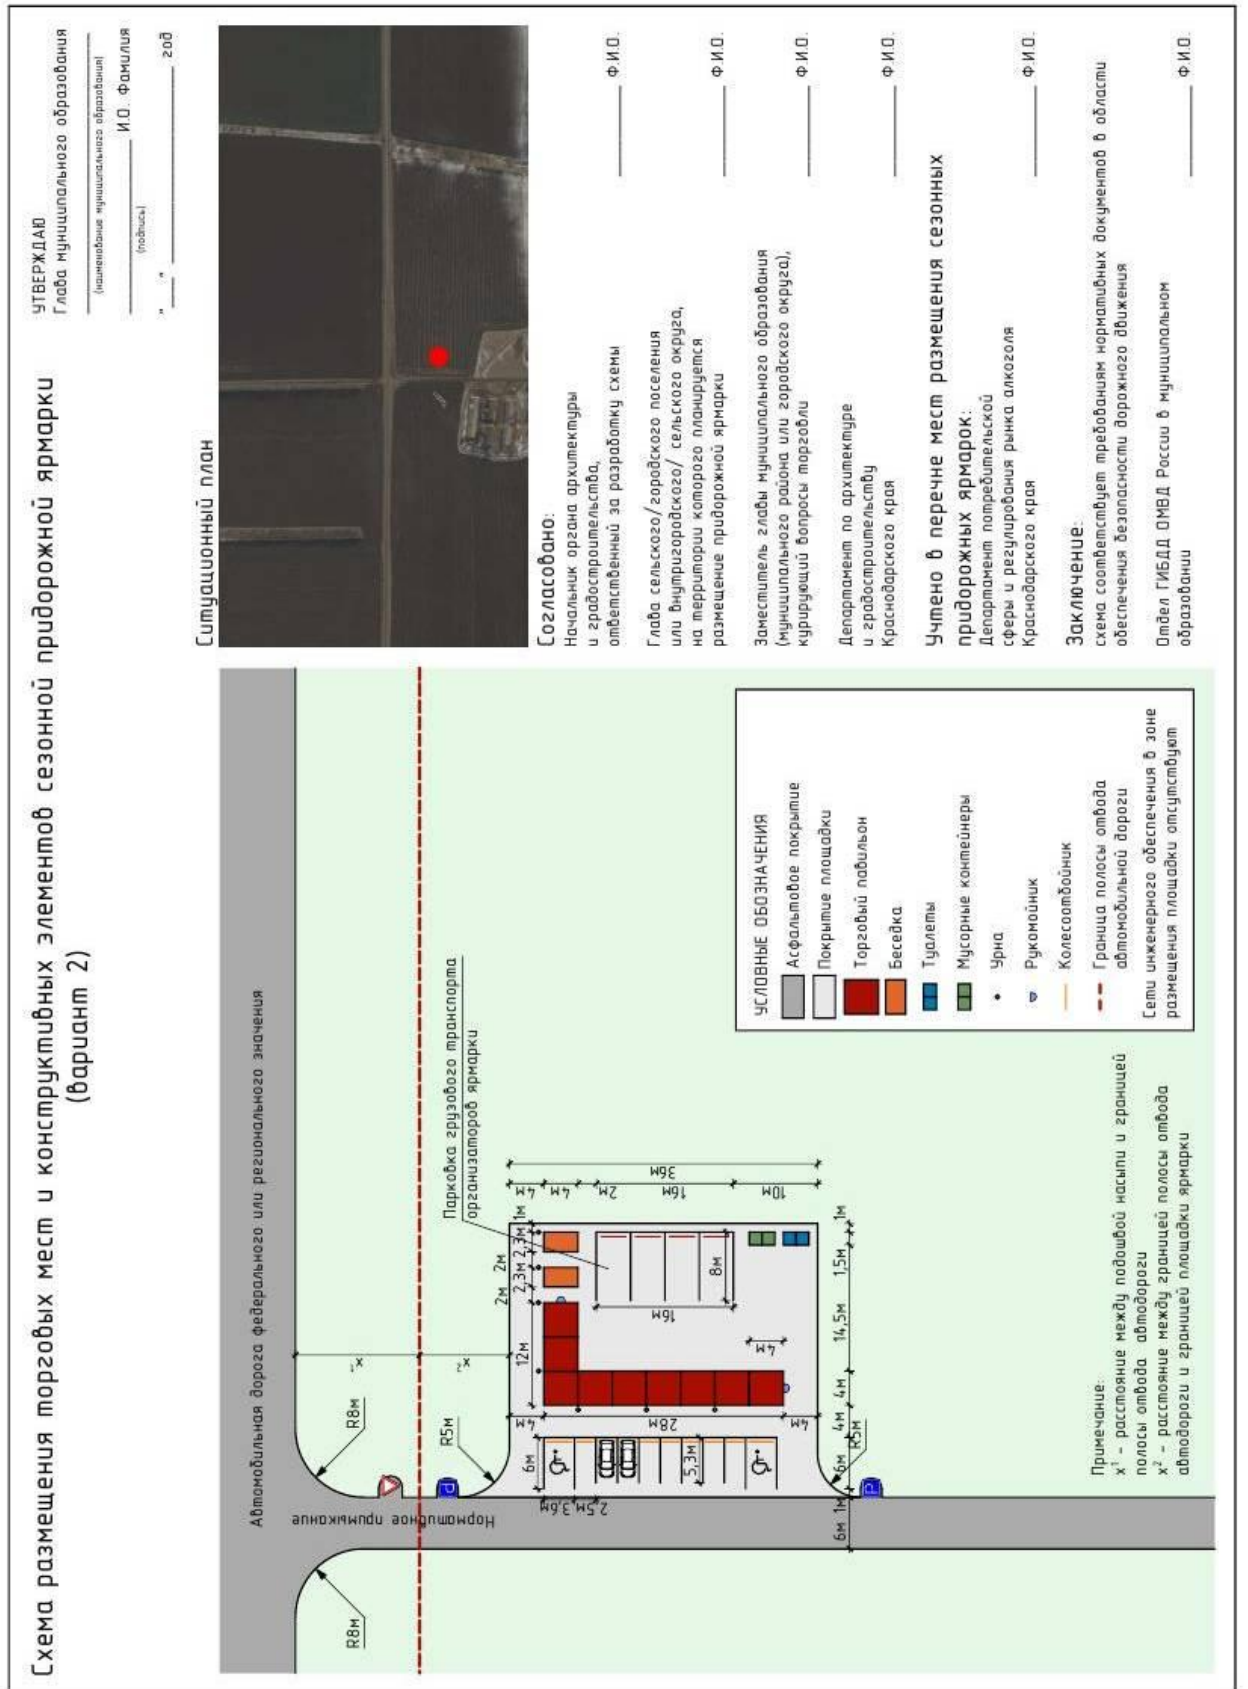 Схема размещения торговых мест и конструктивных элементов сезонной придорожной ярмарки
(вариант 2)
УТВЕРЖДАЮ
Глава муниципального образования
(наименование муниципального образования)
И.О. Фамилия
(подпись)
" " год
Автомобильная дорога федерального или регионального значения
R8м
R8м
x¹
x²
R5м
Нормативное примыкание
Парковка грузового транспорта
организаторов ярмарки
6м
4м
12м
2м
2,3м
2м
2,3м
1м
4м
4м
2м
16м
10м
36м
2,5м
3,6м
5,3м
28м
4м
16м
8м
4м
R5м
6м
1м
6м
4м
4м
14,5м
1,5м
1м
Примечание:
x¹ – расстояние между подошвой насыпи и границей
полосы отвода автодороги
x² – расстояние между границей полосы отвода
автодороги и границей площадки ярмарки
УСЛОВНЫЕ ОБОЗНАЧЕНИЯ
Асфальтовое покрытие
Покрытие площадки
Торговый павильон
Беседка
Туалеты
Мусорные контейнеры
Урна
Рукомойник
Колесоотбойник
Граница полосы отвода
автомобильной дороги
Сети инженерного обеспечения в зоне
размещения площадки отсутствуют
Ситуационный план
Согласовано:
Начальник органа архитектуры
и градостроительства,
ответственный за разработку схемы Ф.И.О.
Глава сельского/городского поселения
или внутригородского/ сельского округа,
на территории которого планируется
размещение придорожной ярмарки Ф.И.О.
Заместитель главы муниципального образования
(муниципального района или городского округа),
курирующий вопросы торговли Ф.И.О.
Департамент по архитектуре
и градостроительству
Краснодарского края Ф.И.О.
Учтено в перечне мест размещения сезонных
придорожных ярмарок:
Департамент потребительской
сферы и регулирования рынка алкоголя
Краснодарского края Ф.И.О.
Заключение:
схема соответствует требованиям нормативных документов в области
обеспечения безопасности дорожного движения
Отдел ГИБДД ОМВД России в муниципальном
образовании Ф.И.О.